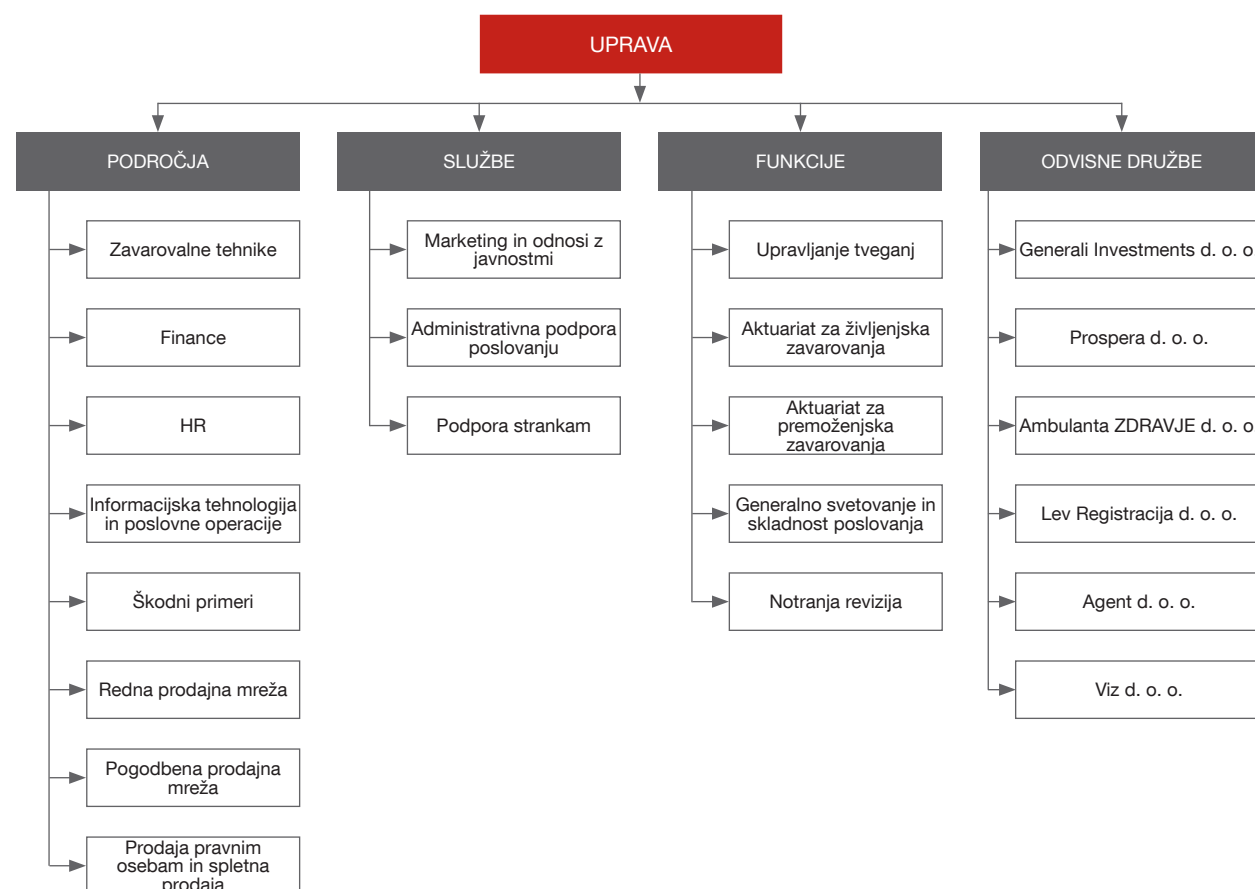 UPRAVA
PODROČJA
Zavarovalne tehnike
Finance
HR
Informacijska tehnologija
in poslovne operacije
Škodni primeri
Redna prodajna mreža
Pogodbena prodajna
mreža
Prodaja pravnim
osebam in spletna
prodaja
SLUŽBE
Marketing in odnosi z
javnostmi
Administrativna podpora
poslovanju
Podpora strankam
FUNKCIJE
Upravljanje tveganj
Aktuariat za življenjska
zavarovanja
Aktuariat za
premoženjska
zavarovanja
Generalno svetovanje in
skladnost poslovanja
Notranja revizija
ODVISNE DRUŽBE
Generali Investments d. o. o.
Prospera d. o. o.
Ambulanta ZDRAVJE d. o. o.
Lev Registracija d. o. o.
Agent d. o. o.
Viz d. o. o.